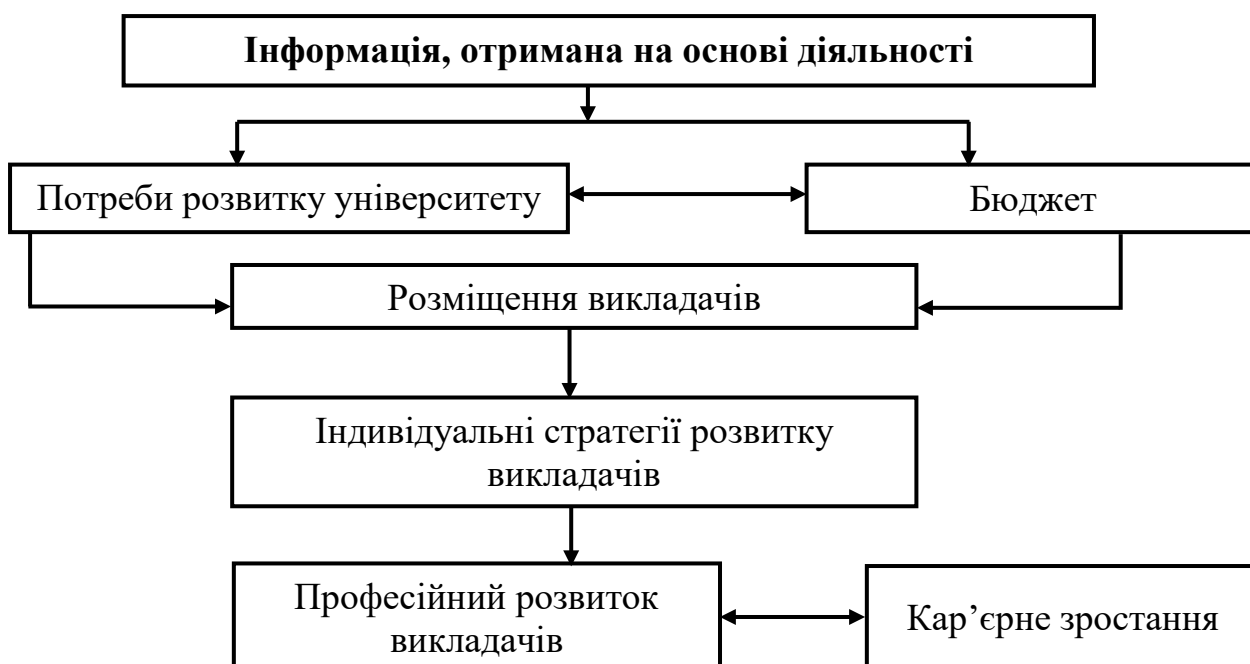 Інформація, отримана на основі діяльності
Потреби розвитку університету
Бюджет
Розміщення викладачів
Індивідуальні стратегії розвитку
викладачів
Професійний розвиток
викладачів
Кар’єрне зростання